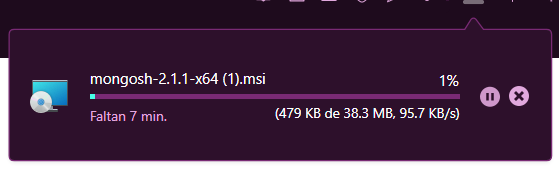 mongosh-2.1.1-x64 (1).msi
1%
Faltan 7 min.
(479 KB de 38.3 MB, 95.7 KB/s)